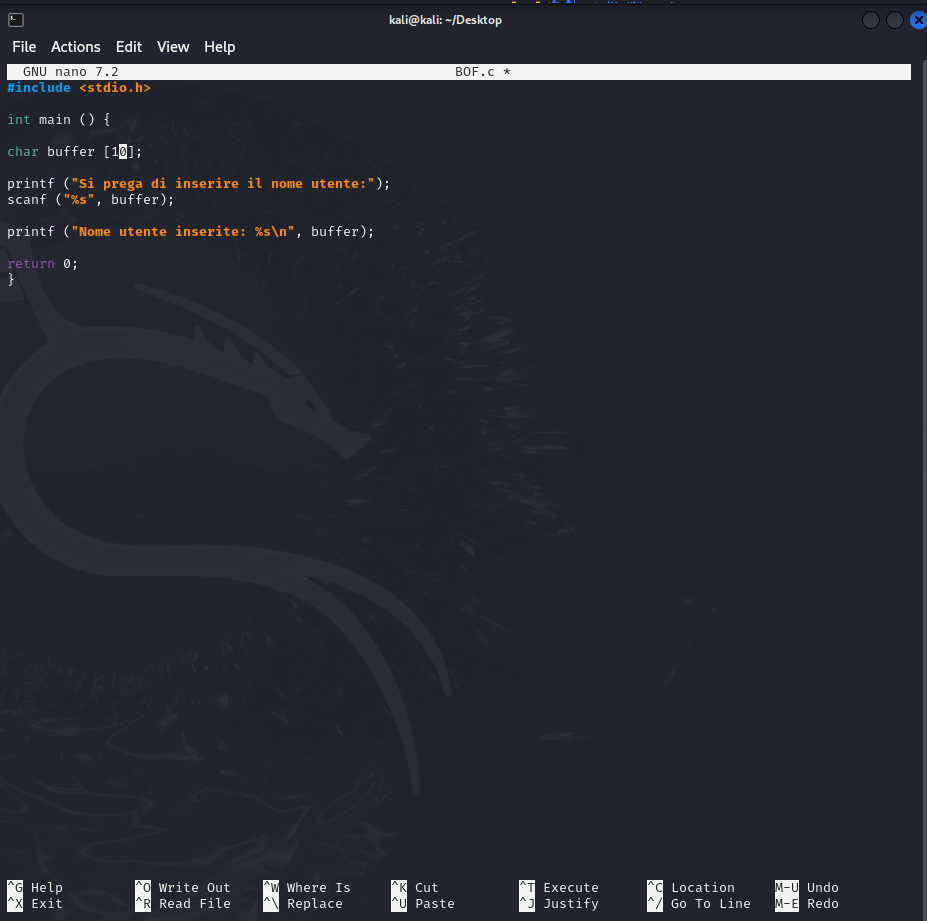 kali@kali: ~/Desktop
File Actions Edit View Help
GNU nano 7.2 BOF.c *
#include <stdio.h>
int main () {
char buffer [10];
printf ("Si prega di inserire il nome utente:");
scanf ("%s", buffer);
printf ("Nome utente inserite: %s\n", buffer);
return 0;
}
^G Help ^O Write Out ^W Where Is ^K Cut ^T Execute ^C Location M-U Undo
^X Exit ^R Read File ^\ Replace ^U Paste ^J Justify ^/ Go To Line M-E Redo